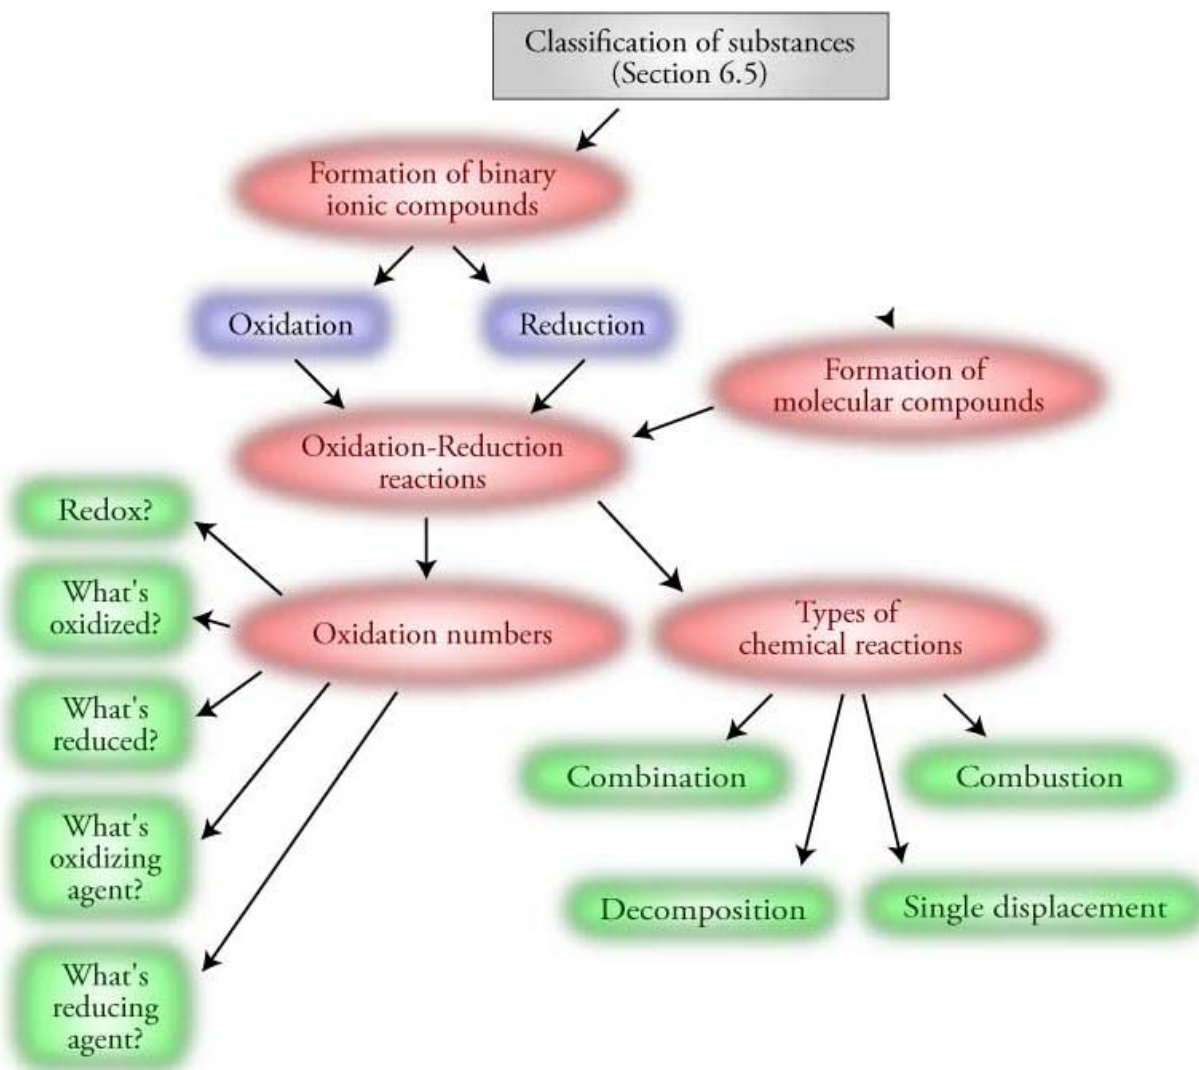 Classification of substances
(Section 6.5)
Formation of binary
ionic compounds
Oxidation
Reduction
Formation of
molecular compounds
Oxidation-Reduction
reactions
Redox?
What's
oxidized?
Oxidation numbers
Types of
chemical reactions
What's
reduced?
Combination
Combustion
What's
oxidizing
agent?
Decomposition
Single displacement
What's
reducing
agent?